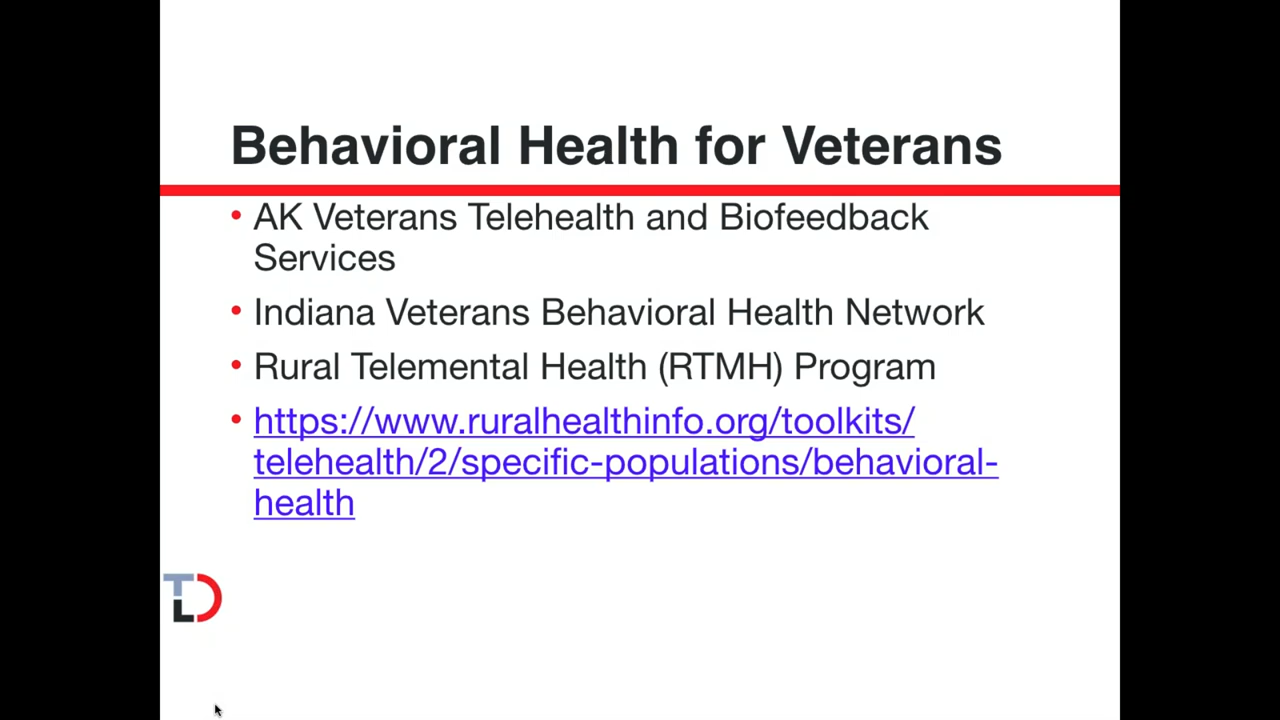 Behavioral Health for Veterans
• AK Veterans Telehealth and Biofeedback
Services
• Indiana Veterans Behavioral Health Network
• Rural Telemental Health (RTMH) Program
• https://www.ruralhealthinfo.org/toolkits/
telehealth/2/specific-populations/behavioral-
health
TLD